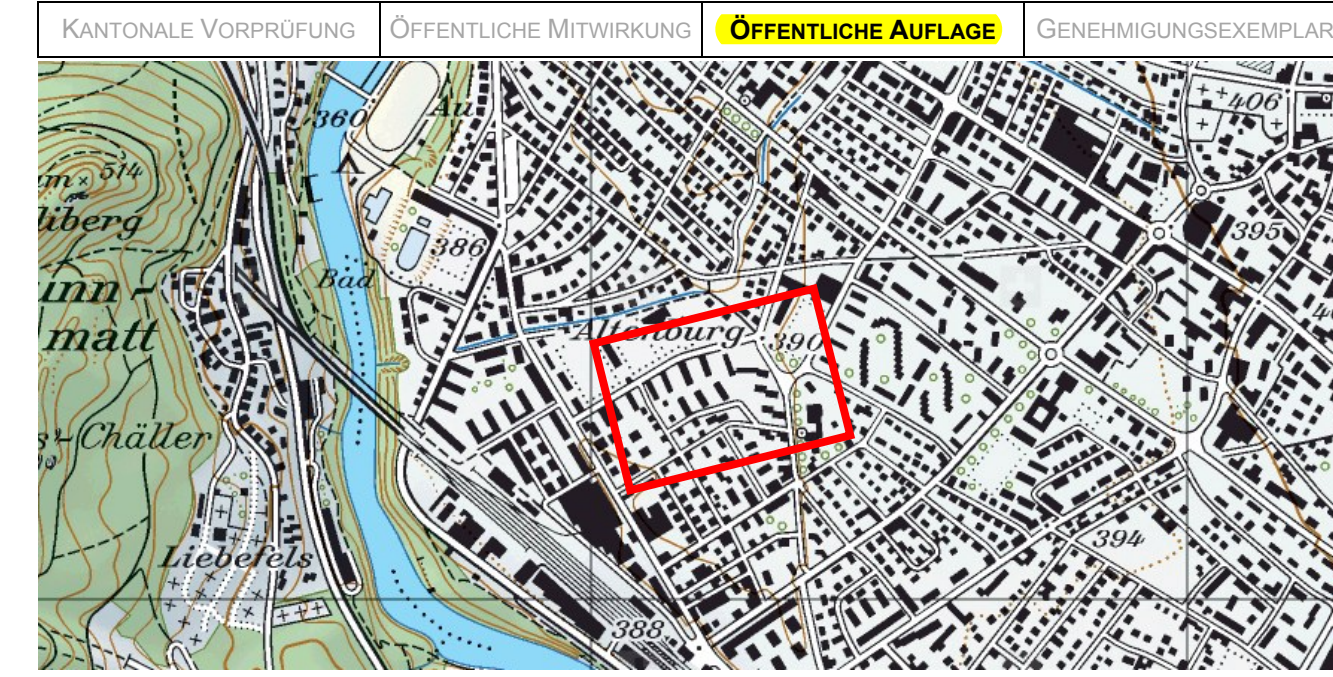 KANTONALE VORPRÜFUNG ÖFFENTLICHE MITWIRKUNG ÖFFENTLICHE AUFLAGE GENEHMIGUNGSEXEMPLAR
406
360
Au
514
386
395
Bad
matt
Altenburg
390
Chäller
394
Liebefels
388